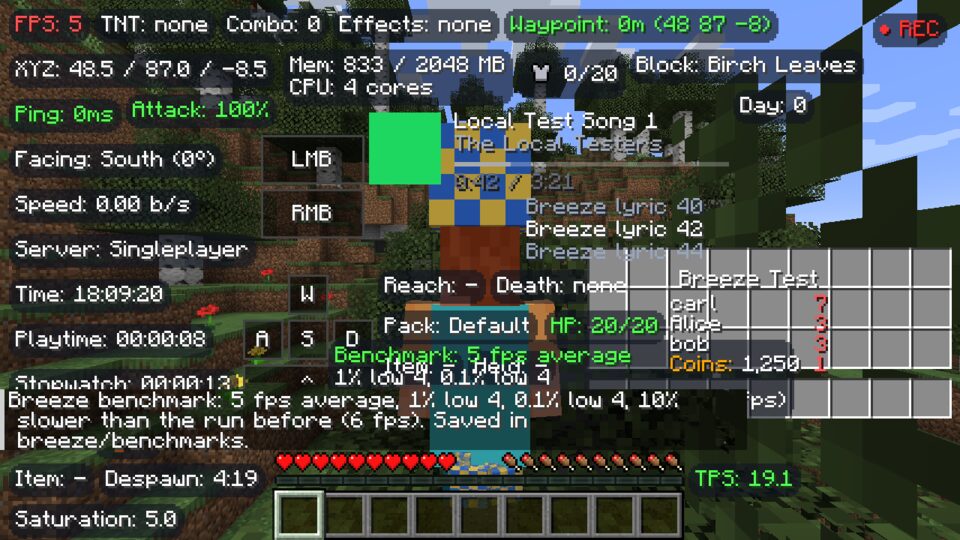 FPS: 5 TNT: none Combo: 0 Effects: none Waypoint: 0m (48 87 -8) REC
XYZ: 48.5 / 87.0 / -8.5 Mem: 833 / 2048 MB 0/20 Block: Birch Leaves
CPU: 4 cores
Ping: 0ms Attack: 100% Day: 0
Local Test Song 1
The Local Testers
Facing: South (0°) LMB
0:42 / 3:21
Speed: 0.00 b/s RMB
Breeze lyric 40
Breeze lyric 42
Breeze lyric 44
Server: Singleplayer
Breeze Test
Time: 18:09:20 W Reach: - Death: none
carl 7
Alice 3
Playtime: 00:00:08 A S D Pack: Default HP: 20/20
bob 3
Benchmark: 5 fps average
Coins: 1,250 1
Item: - Held:
1% low 4, 0.1% low 4
Stopwatch: 00:00:13
Breeze benchmark: 5 fps average, 1% low 4, 0.1% low 4, 10%
slower than the run before (6 fps). Saved in
breeze/benchmarks.
fps)
Item: - Despawn: 4:19 TPS: 19.1
Saturation: 5.0